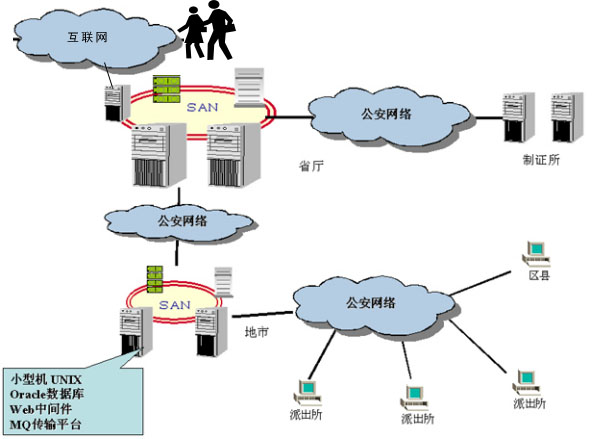 互联网
SAN
公安网络
省厅
制证所
公安网络
SAN
地市
公安网络
区县
小型机 UNIX
Oracle数据库
Web中间件
MQ传输平台
派出所
派出所
派出所